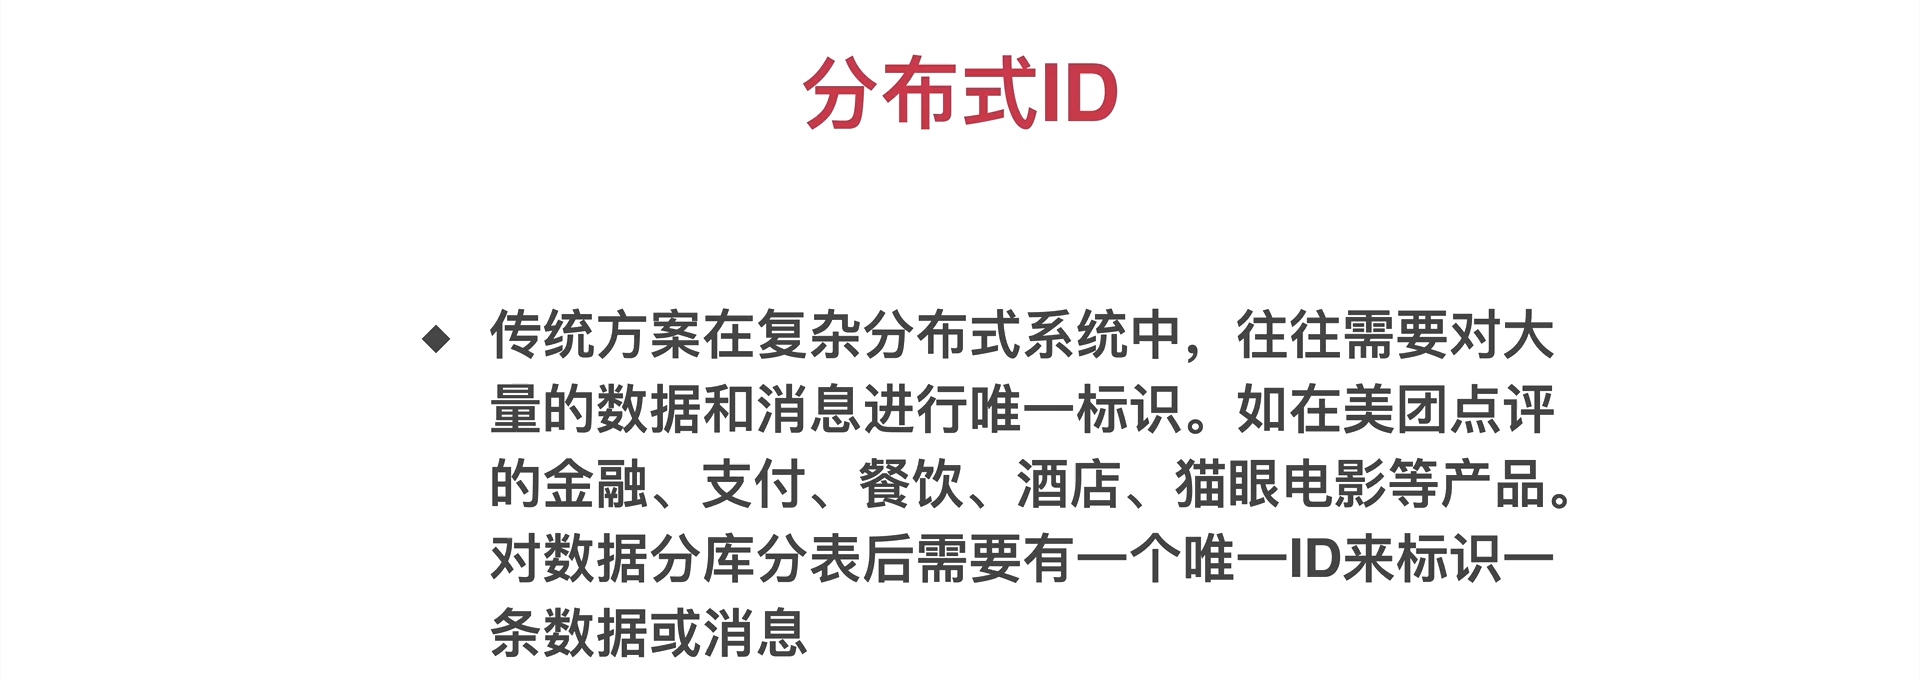 分布式ID
◆ 传统方案在复杂分布式系统中，往往需要对大
量的数据和消息进行唯一标识。如在美团点评
的金融、支付、餐饮、酒店、猫眼电影等产品。
对数据分库分表后需要有一个唯一ID来标识一
条数据或消息